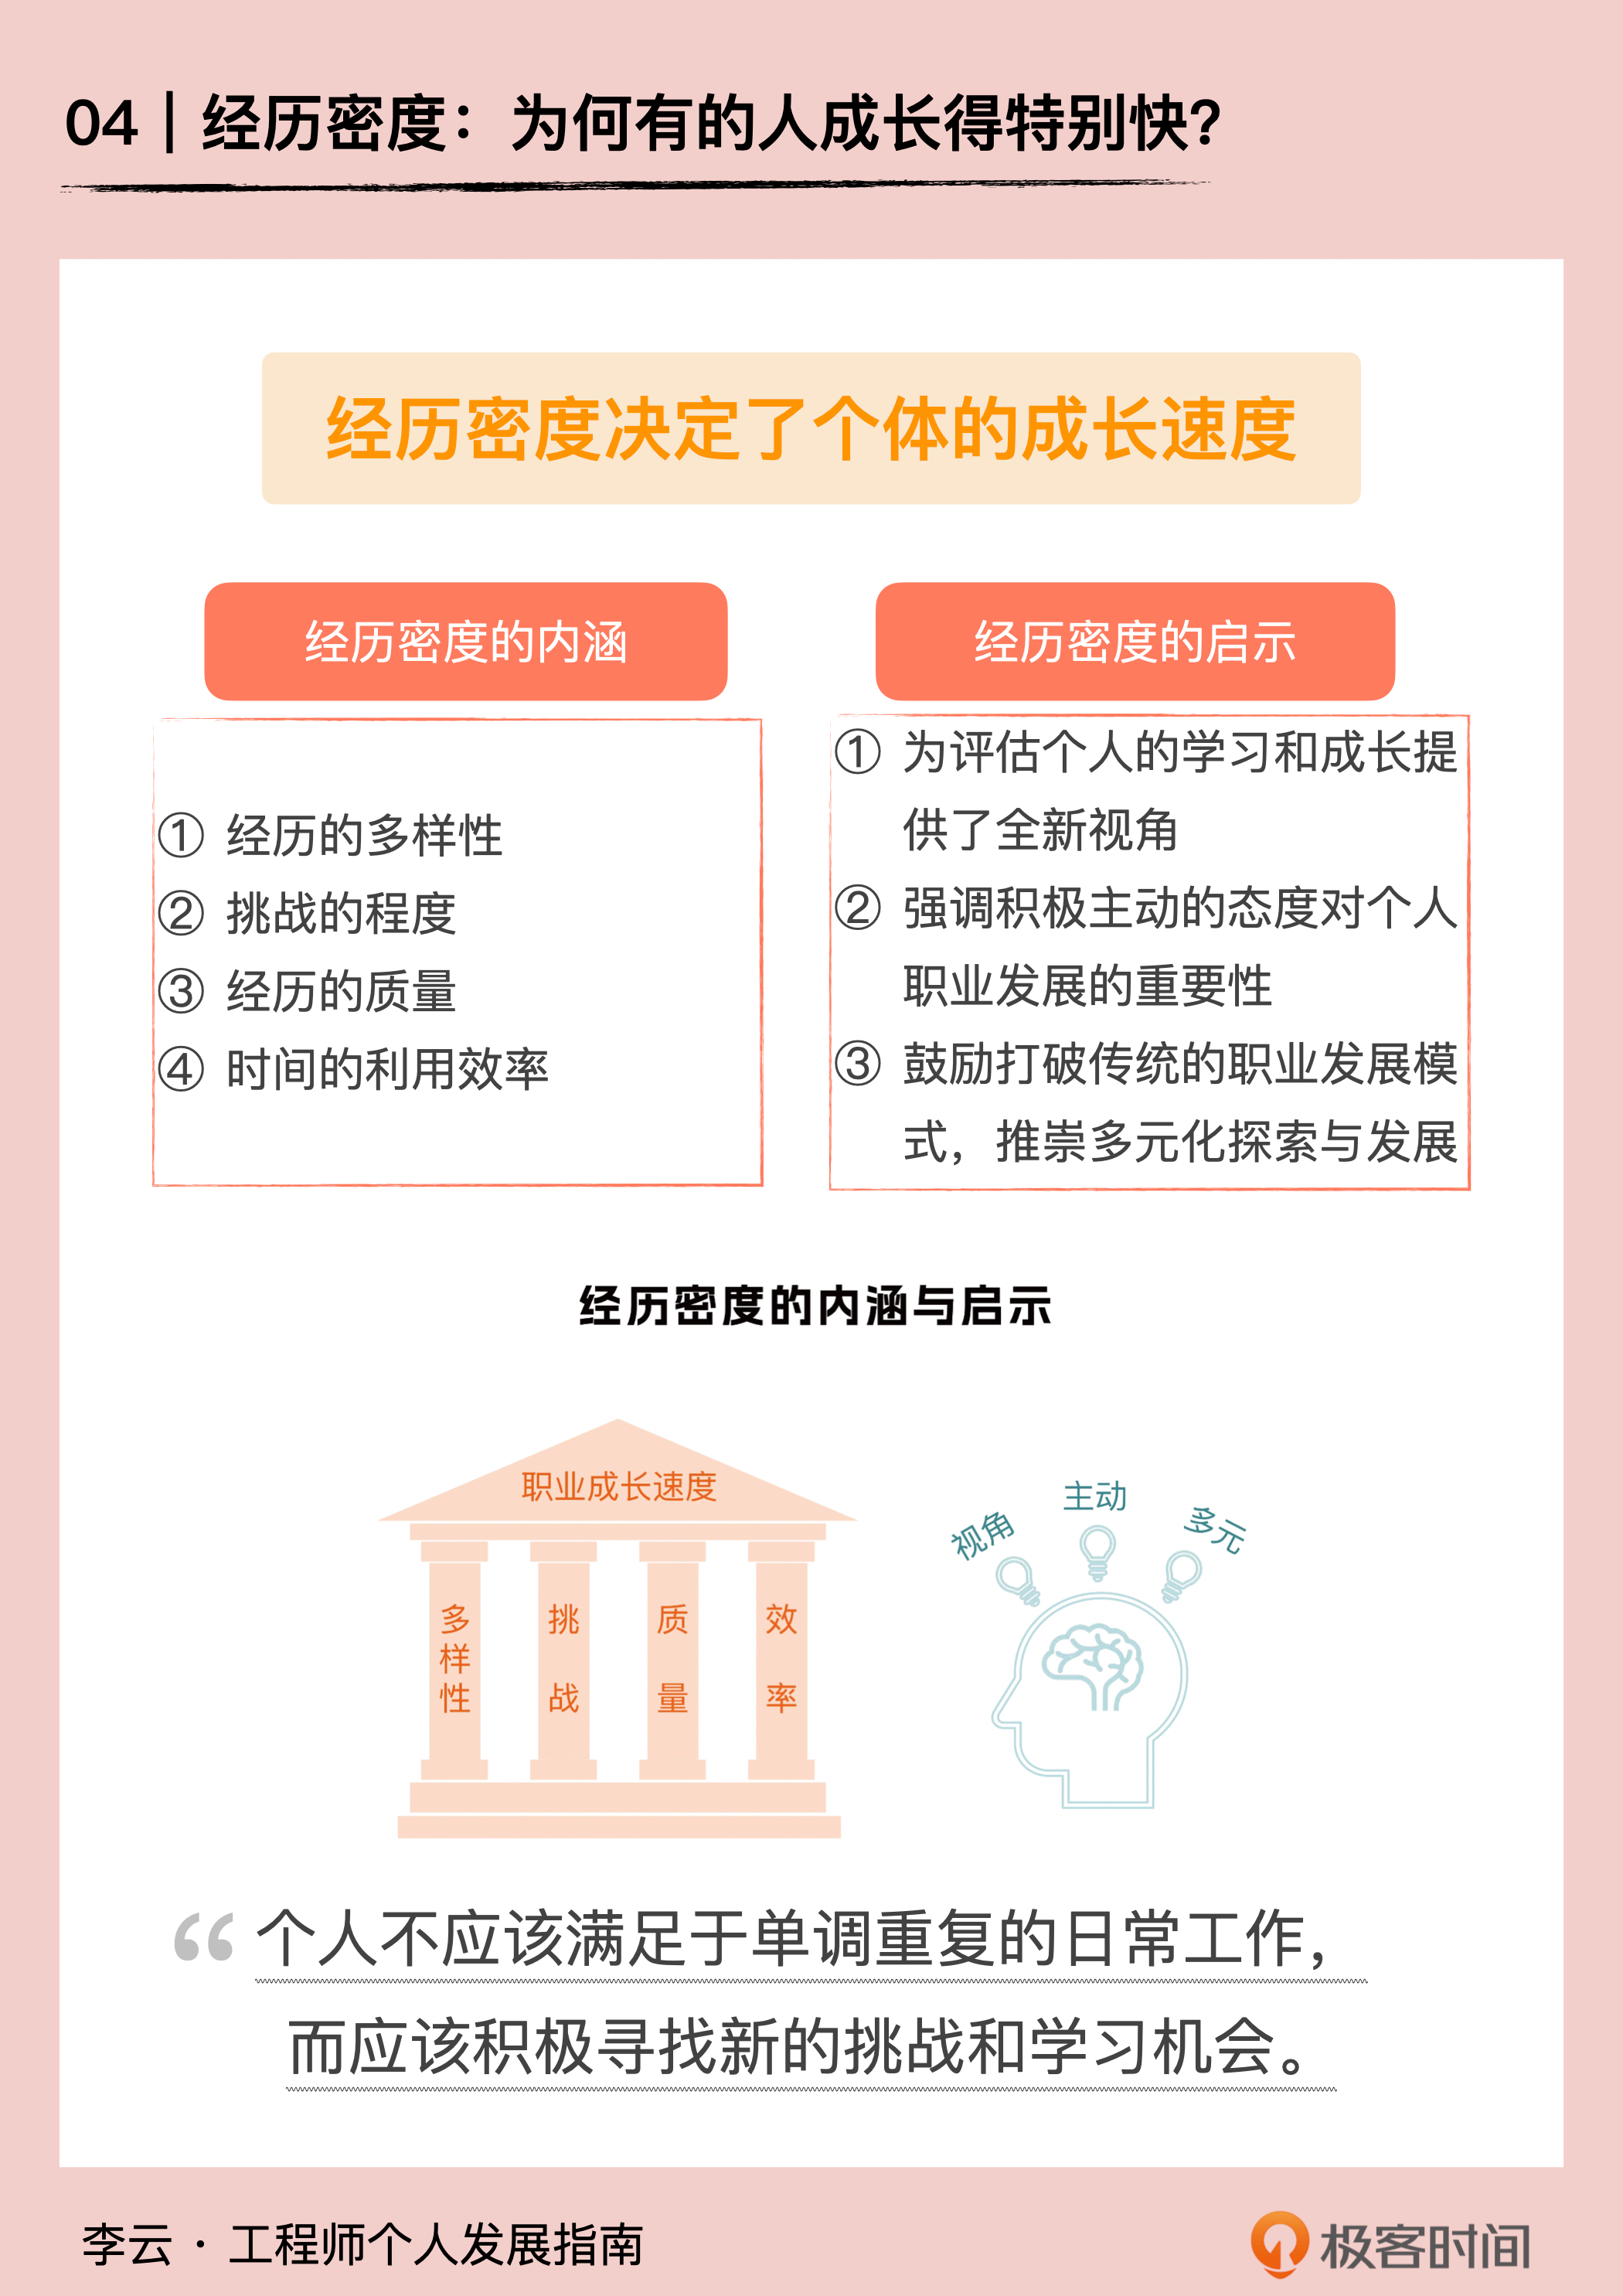 04｜经历密度：为何有的人成长得特别快？
经历密度决定了个体的成长速度
经历密度的内涵
① 经历的多样性
② 挑战的程度
③ 经历的质量
④ 时间的利用效率
经历密度的启示
① 为评估个人的学习和成长提
供了全新视角
② 强调积极主动的态度对个人
职业发展的重要性
③ 鼓励打破传统的职业发展模
式，推崇多元化探索与发展
经历密度的内涵与启示
职业成长速度
多样性
挑战
质量
效率
视角
主动
多元
“个人不应该满足于单调重复的日常工作，
而应该积极寻找新的挑战和学习机会。
李云 · 工程师个人发展指南
极客时间